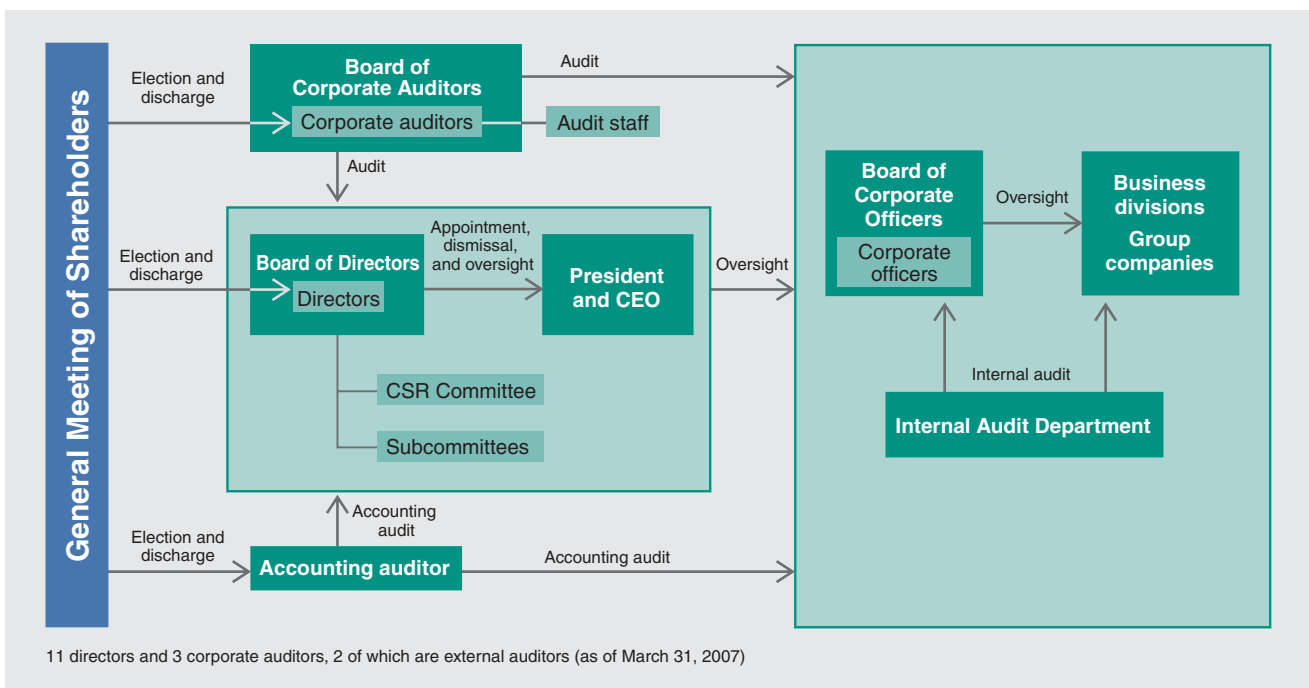 General Meeting of Shareholders
Election and
discharge
Board of
Corporate Auditors
Corporate auditors
Audit staff
Audit
Audit
Election and
discharge
Board of Directors
Directors
Appointment,
dismissal,
and oversight
President
and CEO
CSR Committee
Subcommittees
Oversight
Election and
discharge
Accounting auditor
Accounting
audit
Accounting audit
Board of
Corporate
Officers
Corporate
officers
Oversight
Business
divisions
Group
companies
Internal audit
Internal Audit Department
11 directors and 3 corporate auditors, 2 of which are external auditors (as of March 31, 2007)